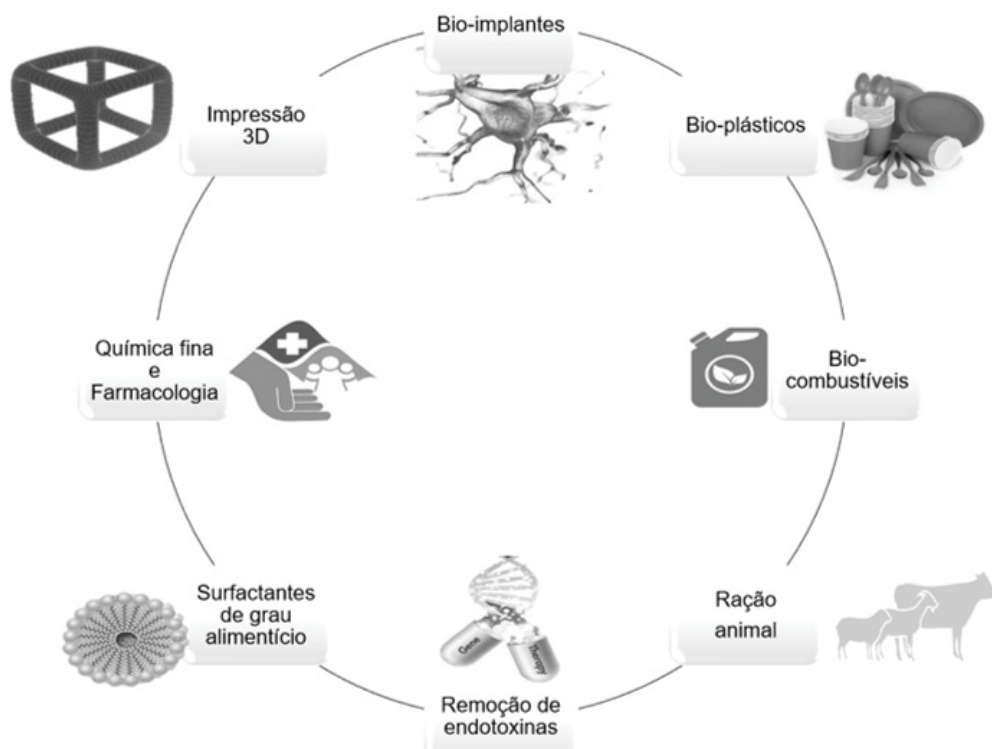 Bio-implantes
Impressão
3D
Bio-plásticos
Química fina
e
Farmacologia
Bio-
combustíveis
Surfactantes
de grau
alimentício
Gene
Therapy
Ração
animal
Remoção de
endotoxinas